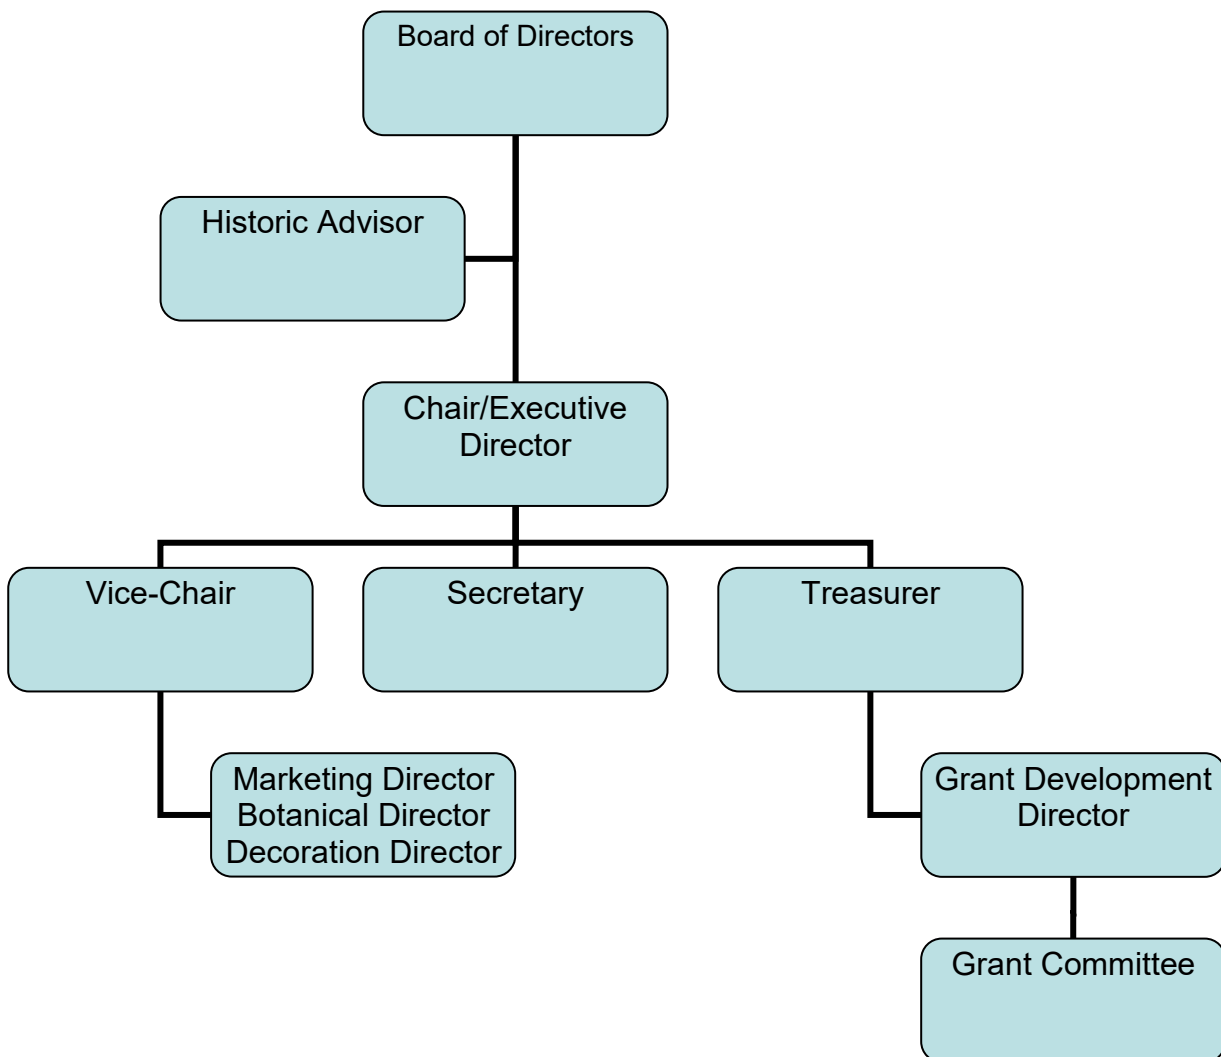 Board of Directors
Historic Advisor
Chair/Executive
Director
Vice-Chair
Secretary
Treasurer
Marketing Director
Botanical Director
Decoration Director
Grant Development
Director
Grant Committee